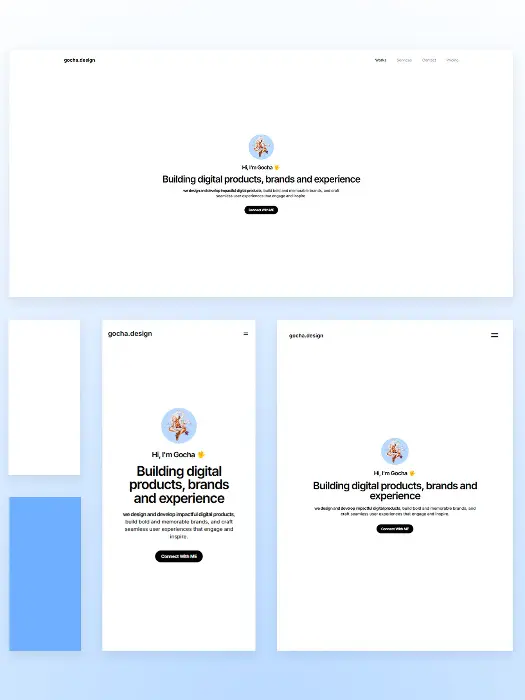 gocha.design
Works Services Contact Pricing
Hi, I'm Gocha 👋
Building digital products, brands and experience
we design and develop impactful digital products, build bold and memorable brands, and craft
seamless user experiences that engage and inspire.
Connect With ME
gocha.design
Hi, I'm Gocha 👋
Building digital
products, brands
and experience
we design and develop impactful digital products,
build bold and memorable brands, and craft
seamless user experiences that engage and
inspire.
Connect With ME
gocha.design
Hi, I'm Gocha 👋
Building digital products, brands and
experience
we design and develop impactful digital products, build bold and memorable brands, and
craft seamless user experiences that engage and inspire.
Connect With ME